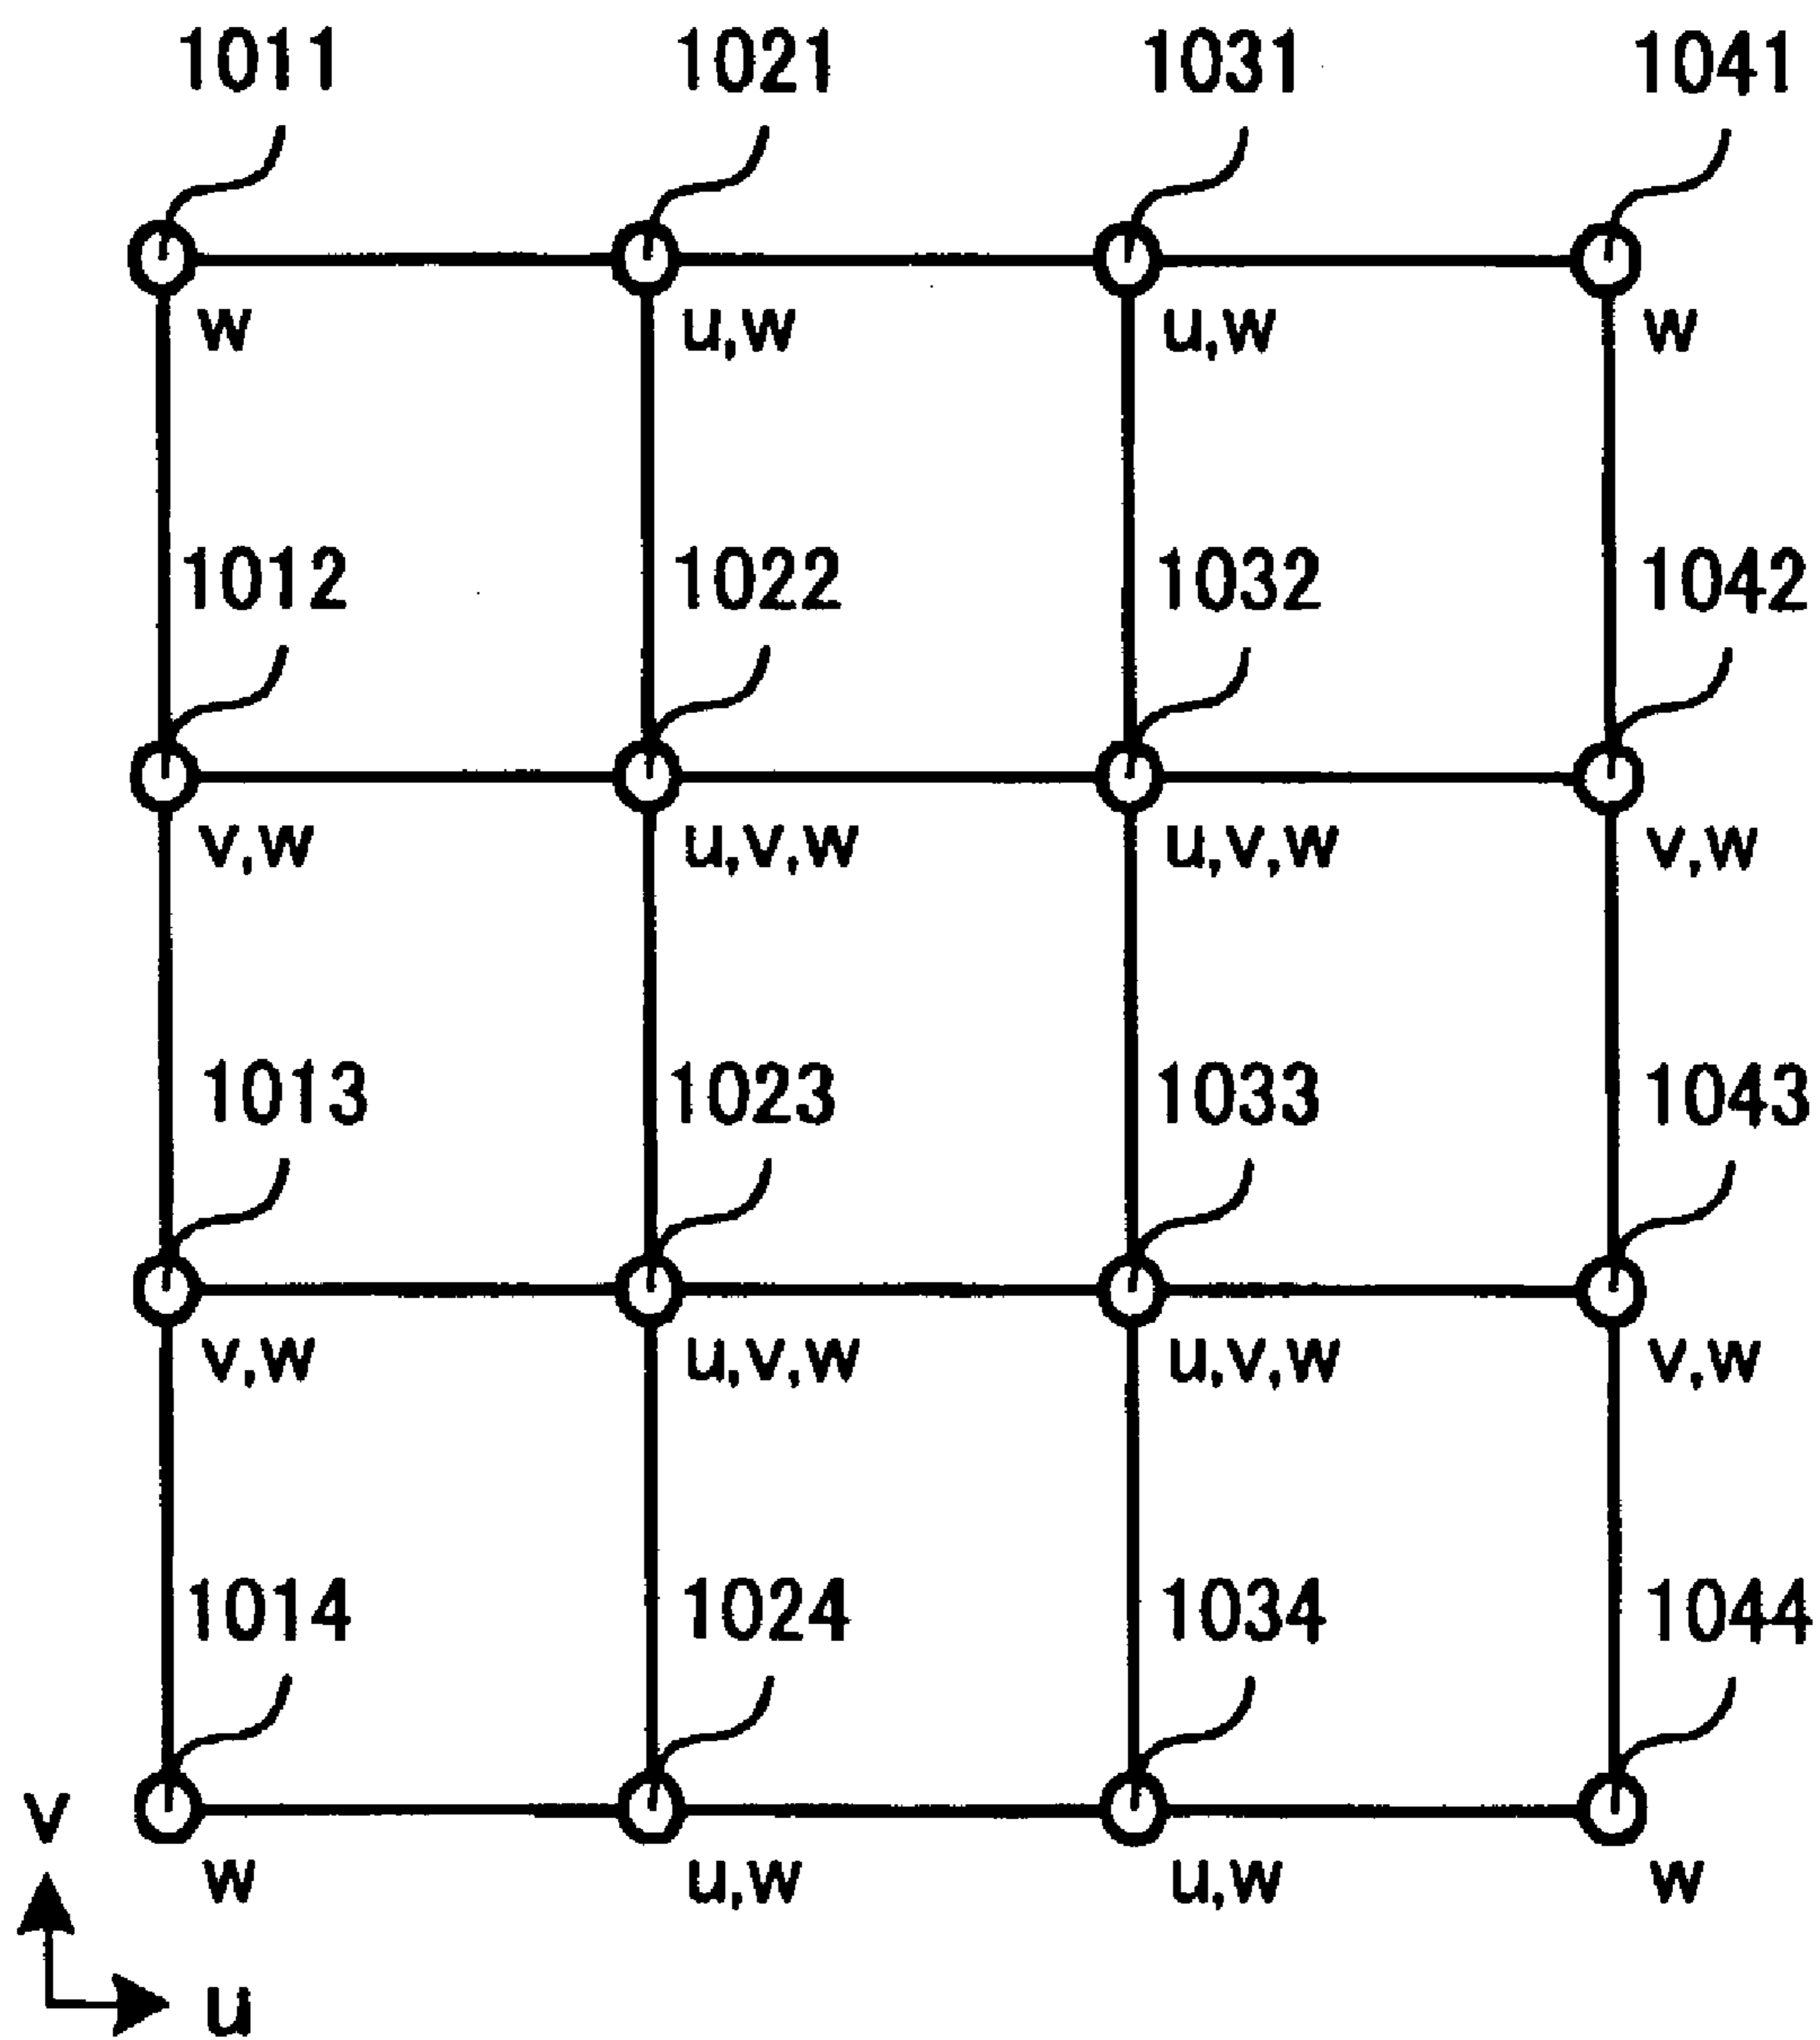 1011 1021 1031 1041
w u,w u,w w
1012 1022 1032 1042
v,w u,v,w u,v,w v,w
1013 1023 1033 1043
v,w u,v,w u,v,w v,w
1014 1024 1034 1044
v
w u,w u,w w
u